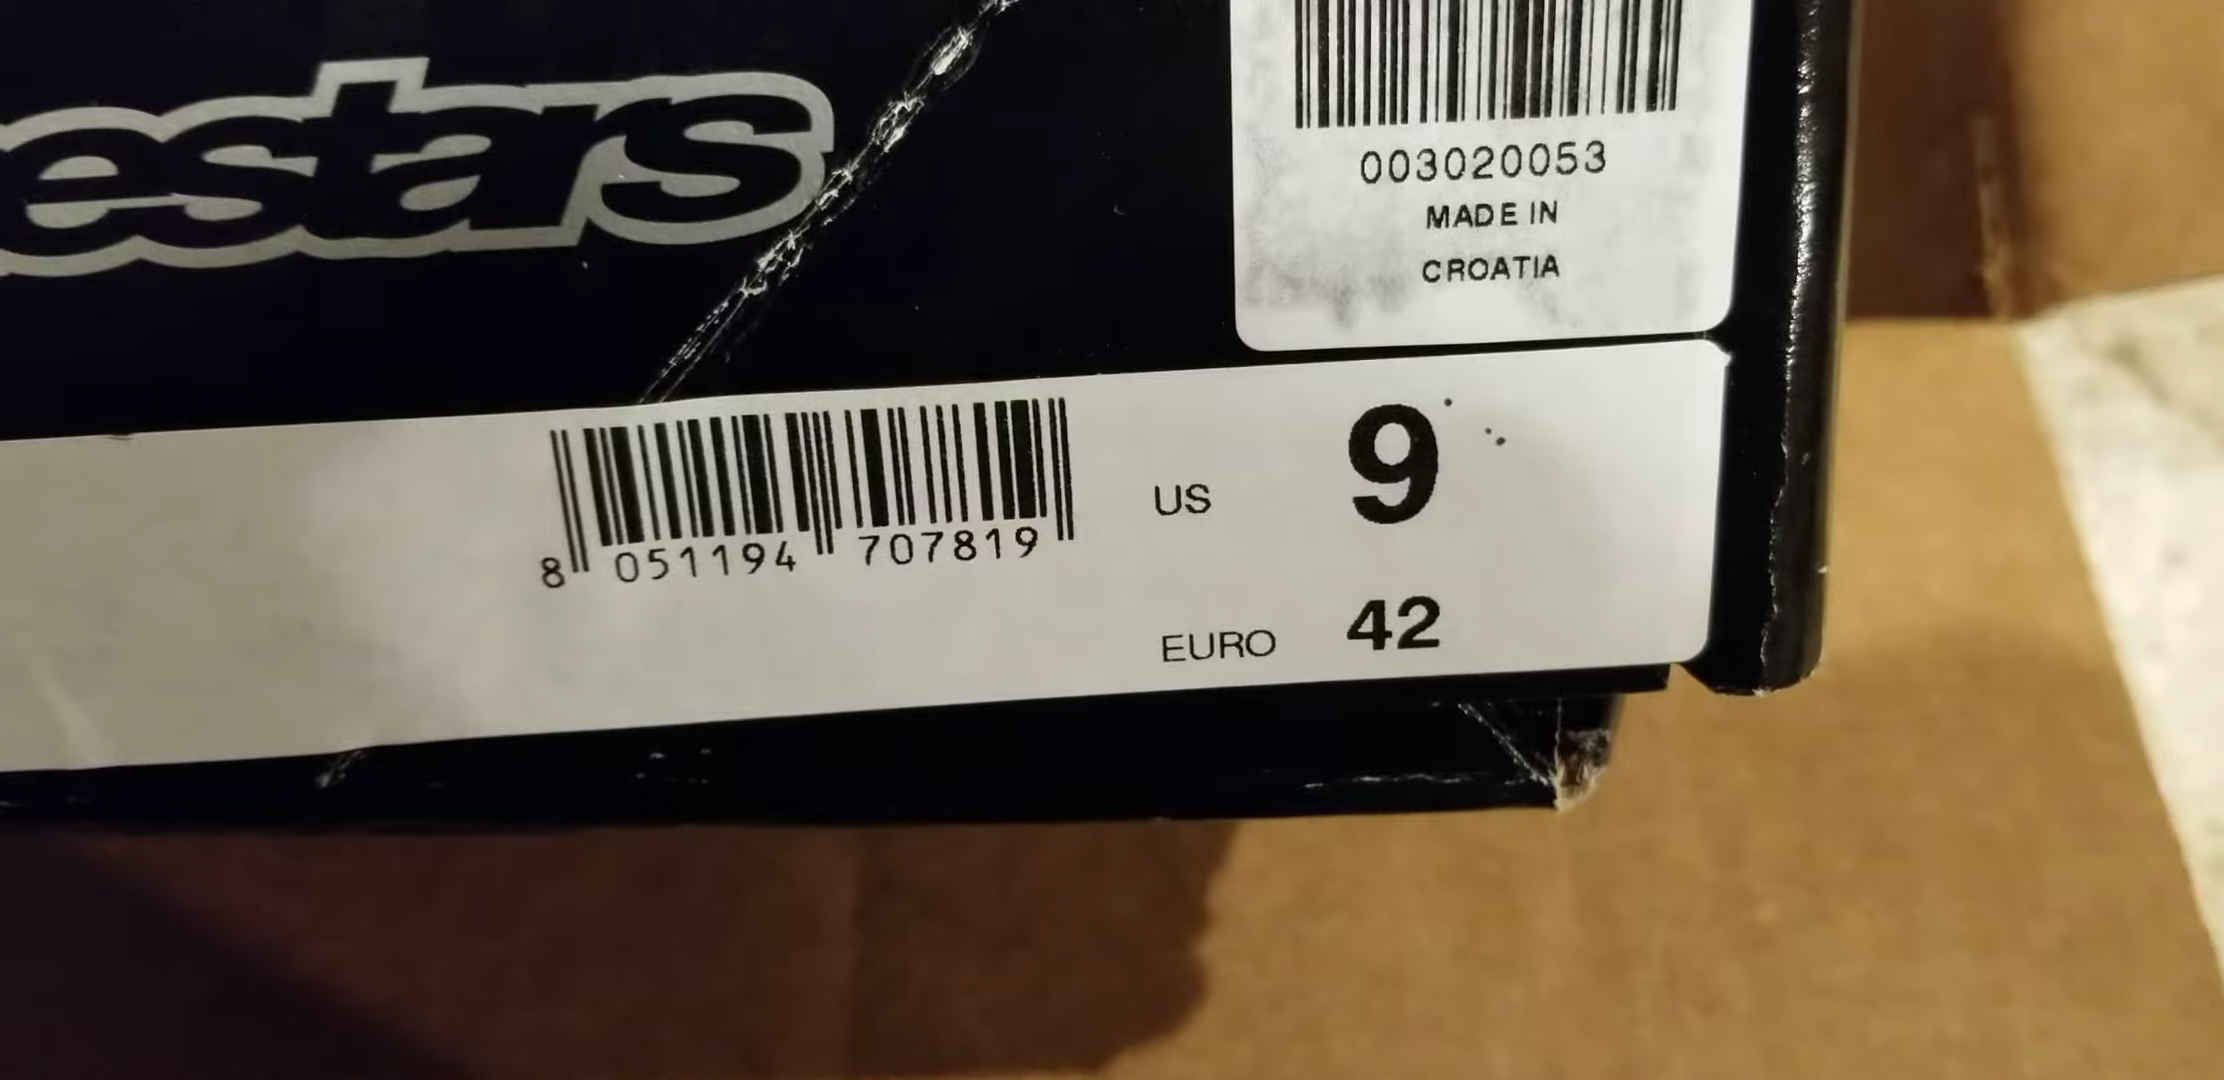 estars
003020053
MADE IN
CROATIA
8 051194 707819
US 9
EURO 42